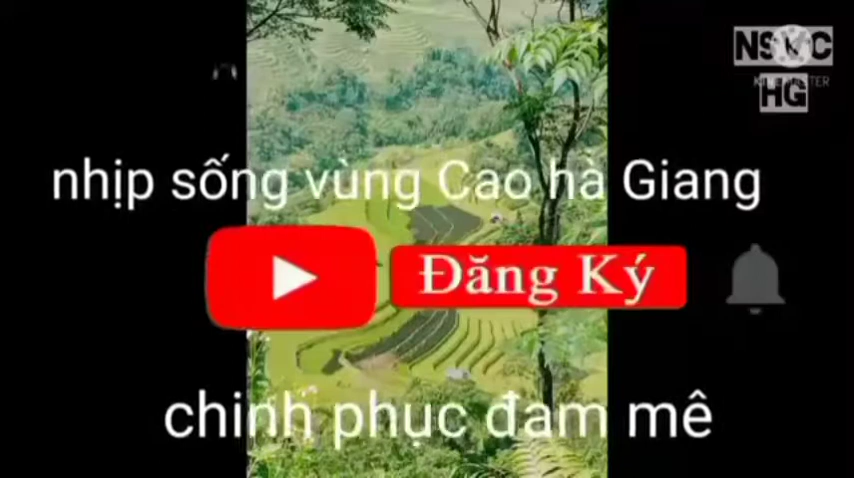 NSVC
HG
nhịp sống vùng Cao hà Giang
Đăng Ký
chinh phục đam mê